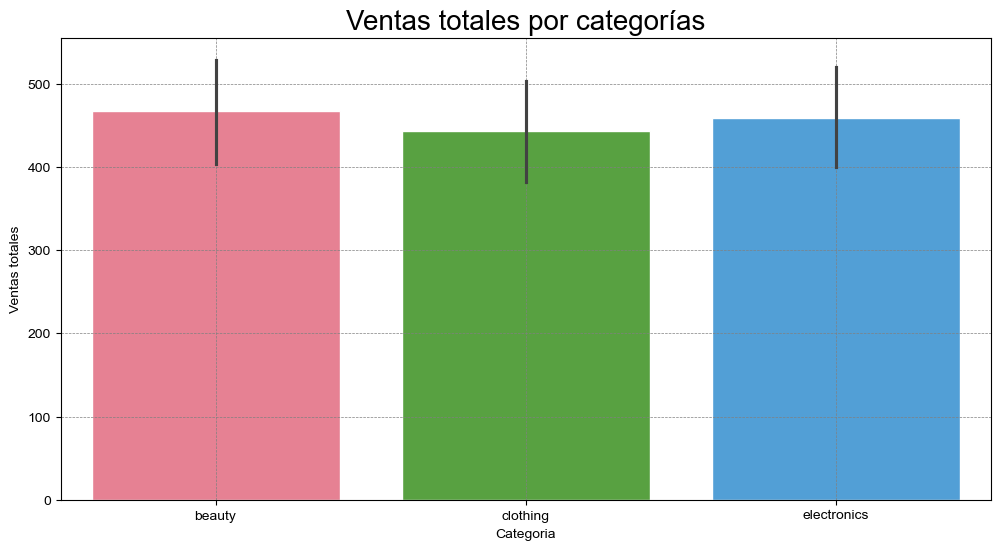 Ventas totales por categorías
Ventas totales
500
400
300
200
100
0
beauty
clothing
electronics
Categoria